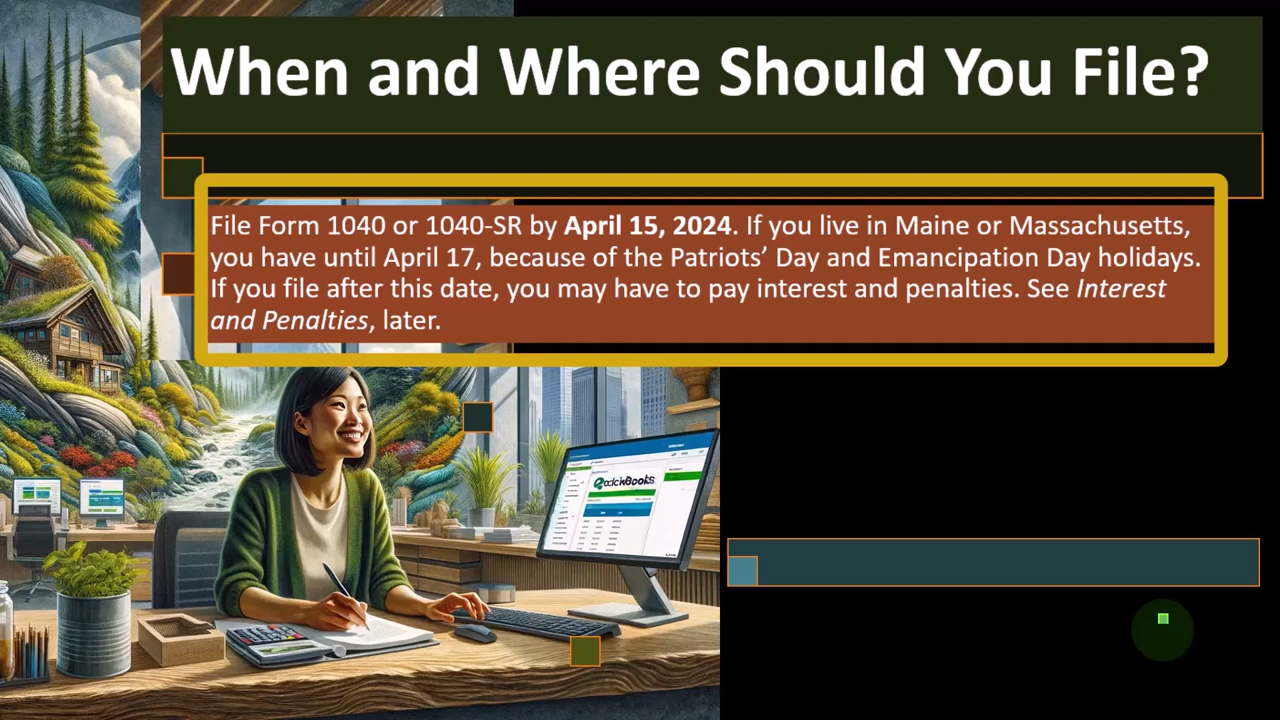 When and Where Should You File?
File Form 1040 or 1040-SR by April 15, 2024. If you live in Maine or Massachusetts,
you have until April 17, because of the Patriots' Day and Emancipation Day holidays.
If you file after this date, you may have to pay interest and penalties. See Interest
and Penalties, later.